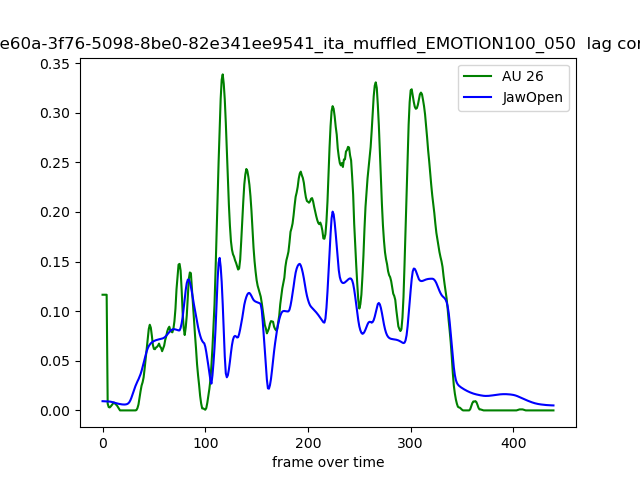 e60a-3f76-5098-8be0-82e341ee9541_ita_muffled_EMOTION100_050 lag cor
AU 26
JawOpen
0.35
0.30
0.25
0.20
0.15
0.10
0.05
0.00
0 100 200 300 400
frame over time